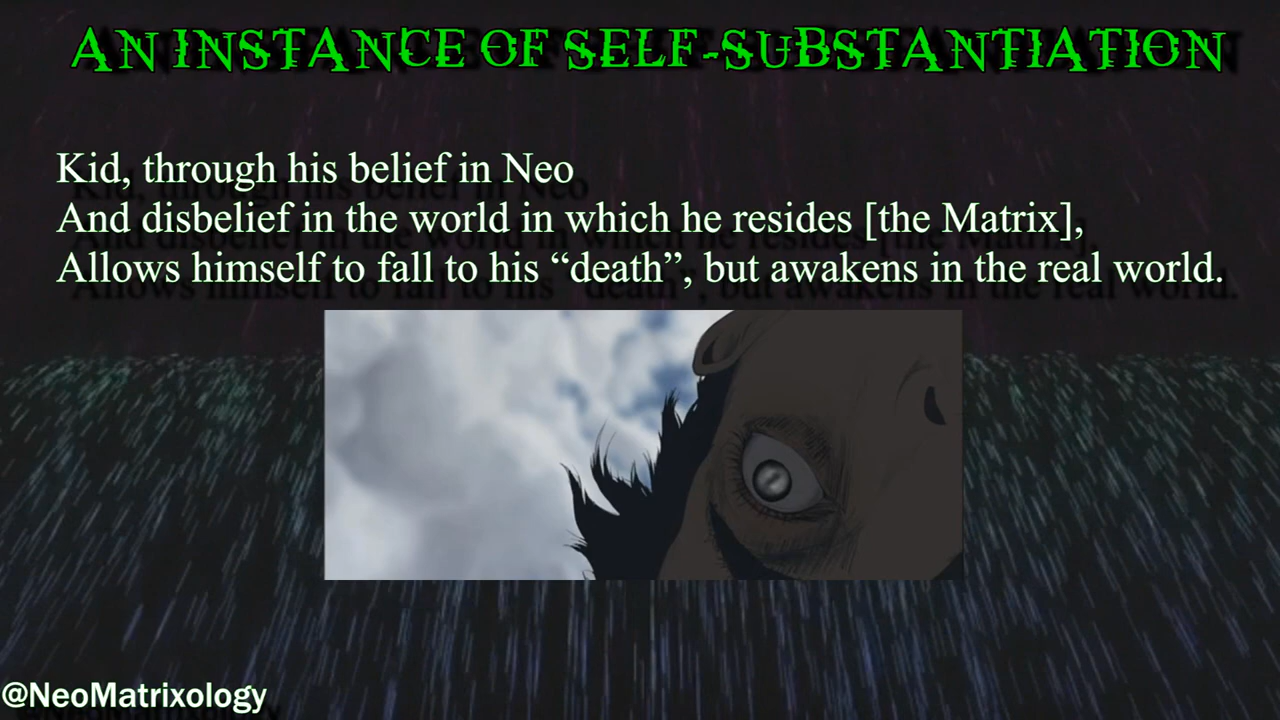 AN INSTANCE OF SELF-SUBSTANTIATION
Kid, through his belief in Neo
And disbelief in the world in which he resides [the Matrix],
Allows himself to fall to his “death”, but awakens in the real world.
@NeoMatrixology